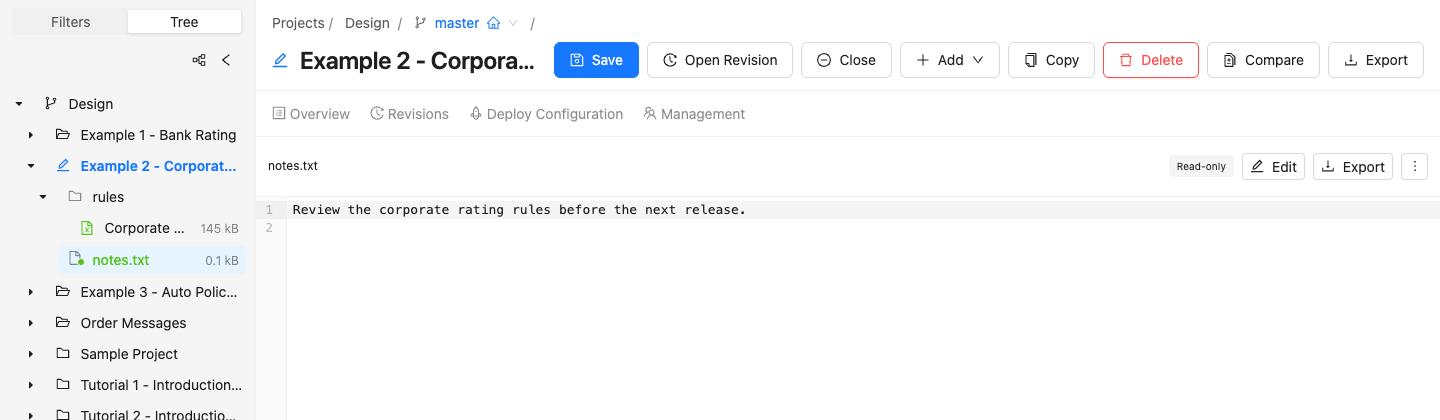 Filters Tree
Design
Example 1 - Bank Rating
Example 2 - Corporat...
rules
Corporate ... 145 kB
notes.txt 0.1 kB
Example 3 - Auto Polic...
Order Messages
Sample Project
Tutorial 1 - Introduction...
Tutorial 2 - Introductio...
Projects / Design / master /
Example 2 - Corpora... Save Open Revision Close Add Copy Delete Compare Export
Overview Revisions Deploy Configuration Management
notes.txt Read-only Edit Export
1 Review the corporate rating rules before the next release.
2